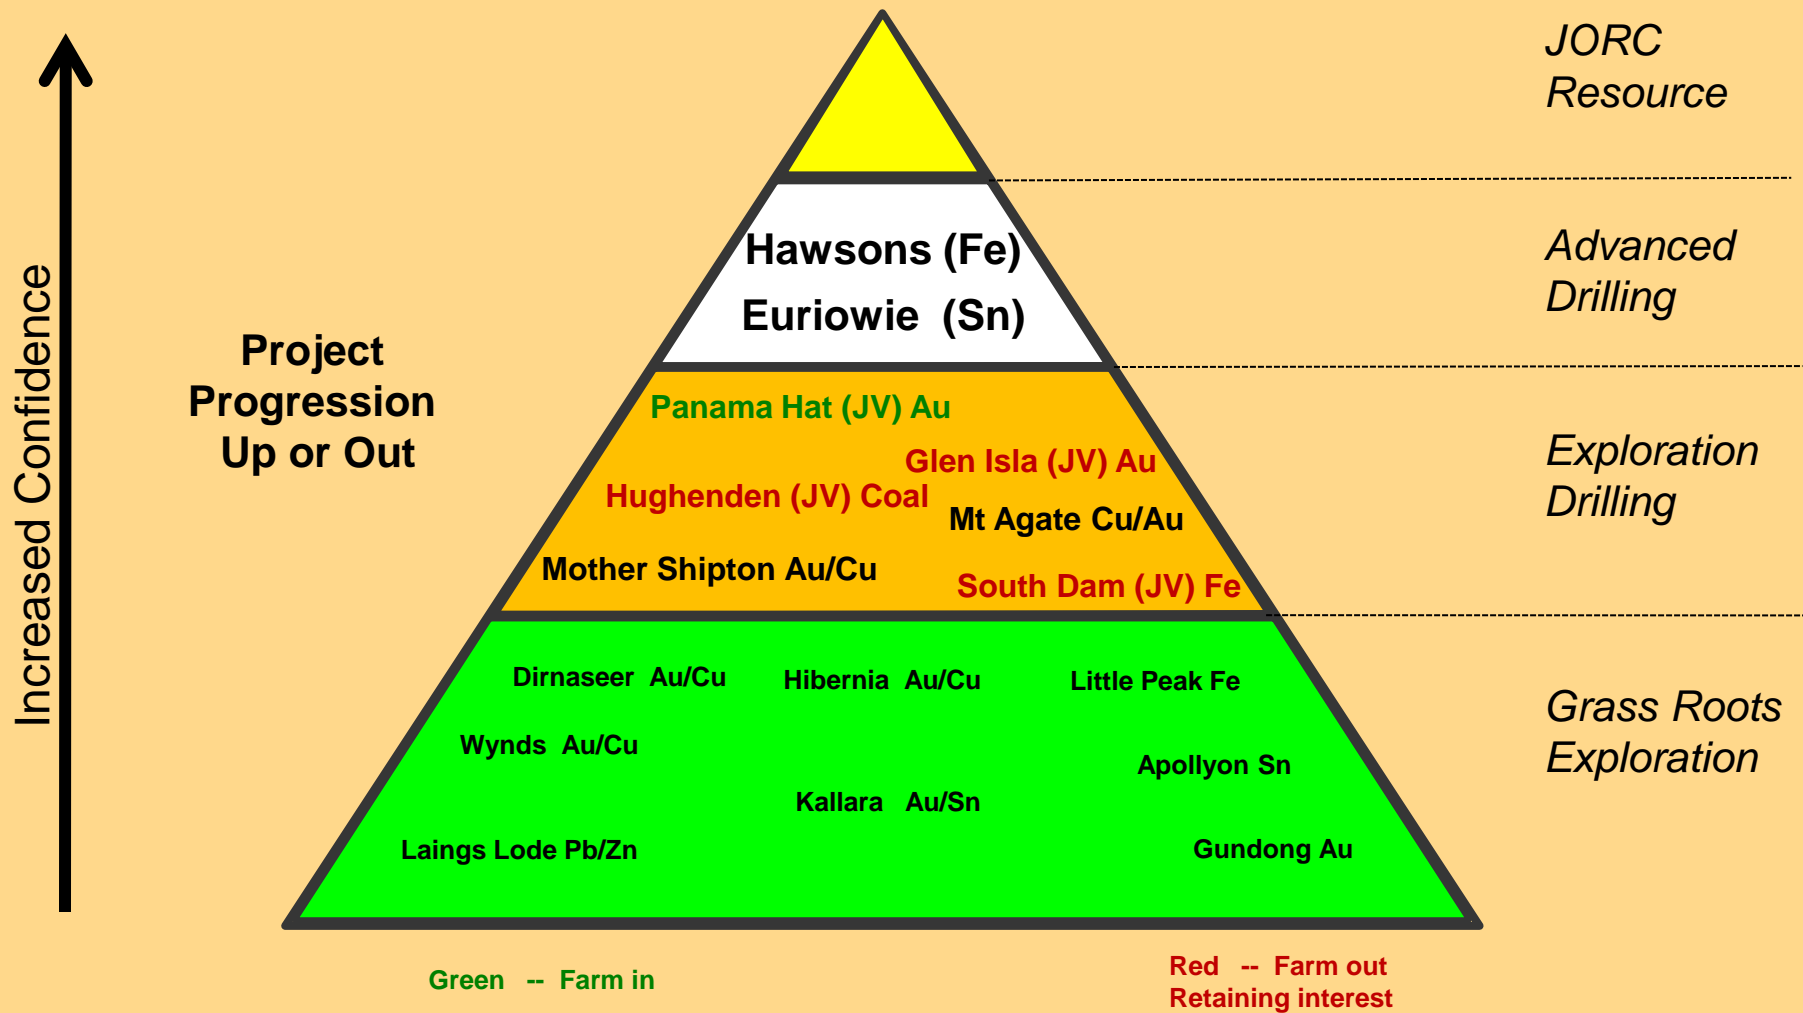 JORC
Resource
Hawsons (Fe)
Euriowie (Sn)
Advanced
Drilling
Increased Confidence
Project
Progression
Up or Out
Panama Hat (JV) Au
Glen Isla (JV) Au
Hughenden (JV) Coal
Mt Agate Cu/Au
Mother Shipton Au/Cu
South Dam (JV) Fe
Exploration
Drilling
Dirnaseer Au/Cu
Hibernia Au/Cu
Little Peak Fe
Wynds Au/Cu
Apollyon Sn
Kallara Au/Sn
Laings Lode Pb/Zn
Gundong Au
Grass Roots
Exploration
Green -- Farm in
Red -- Farm out
Retaining interest